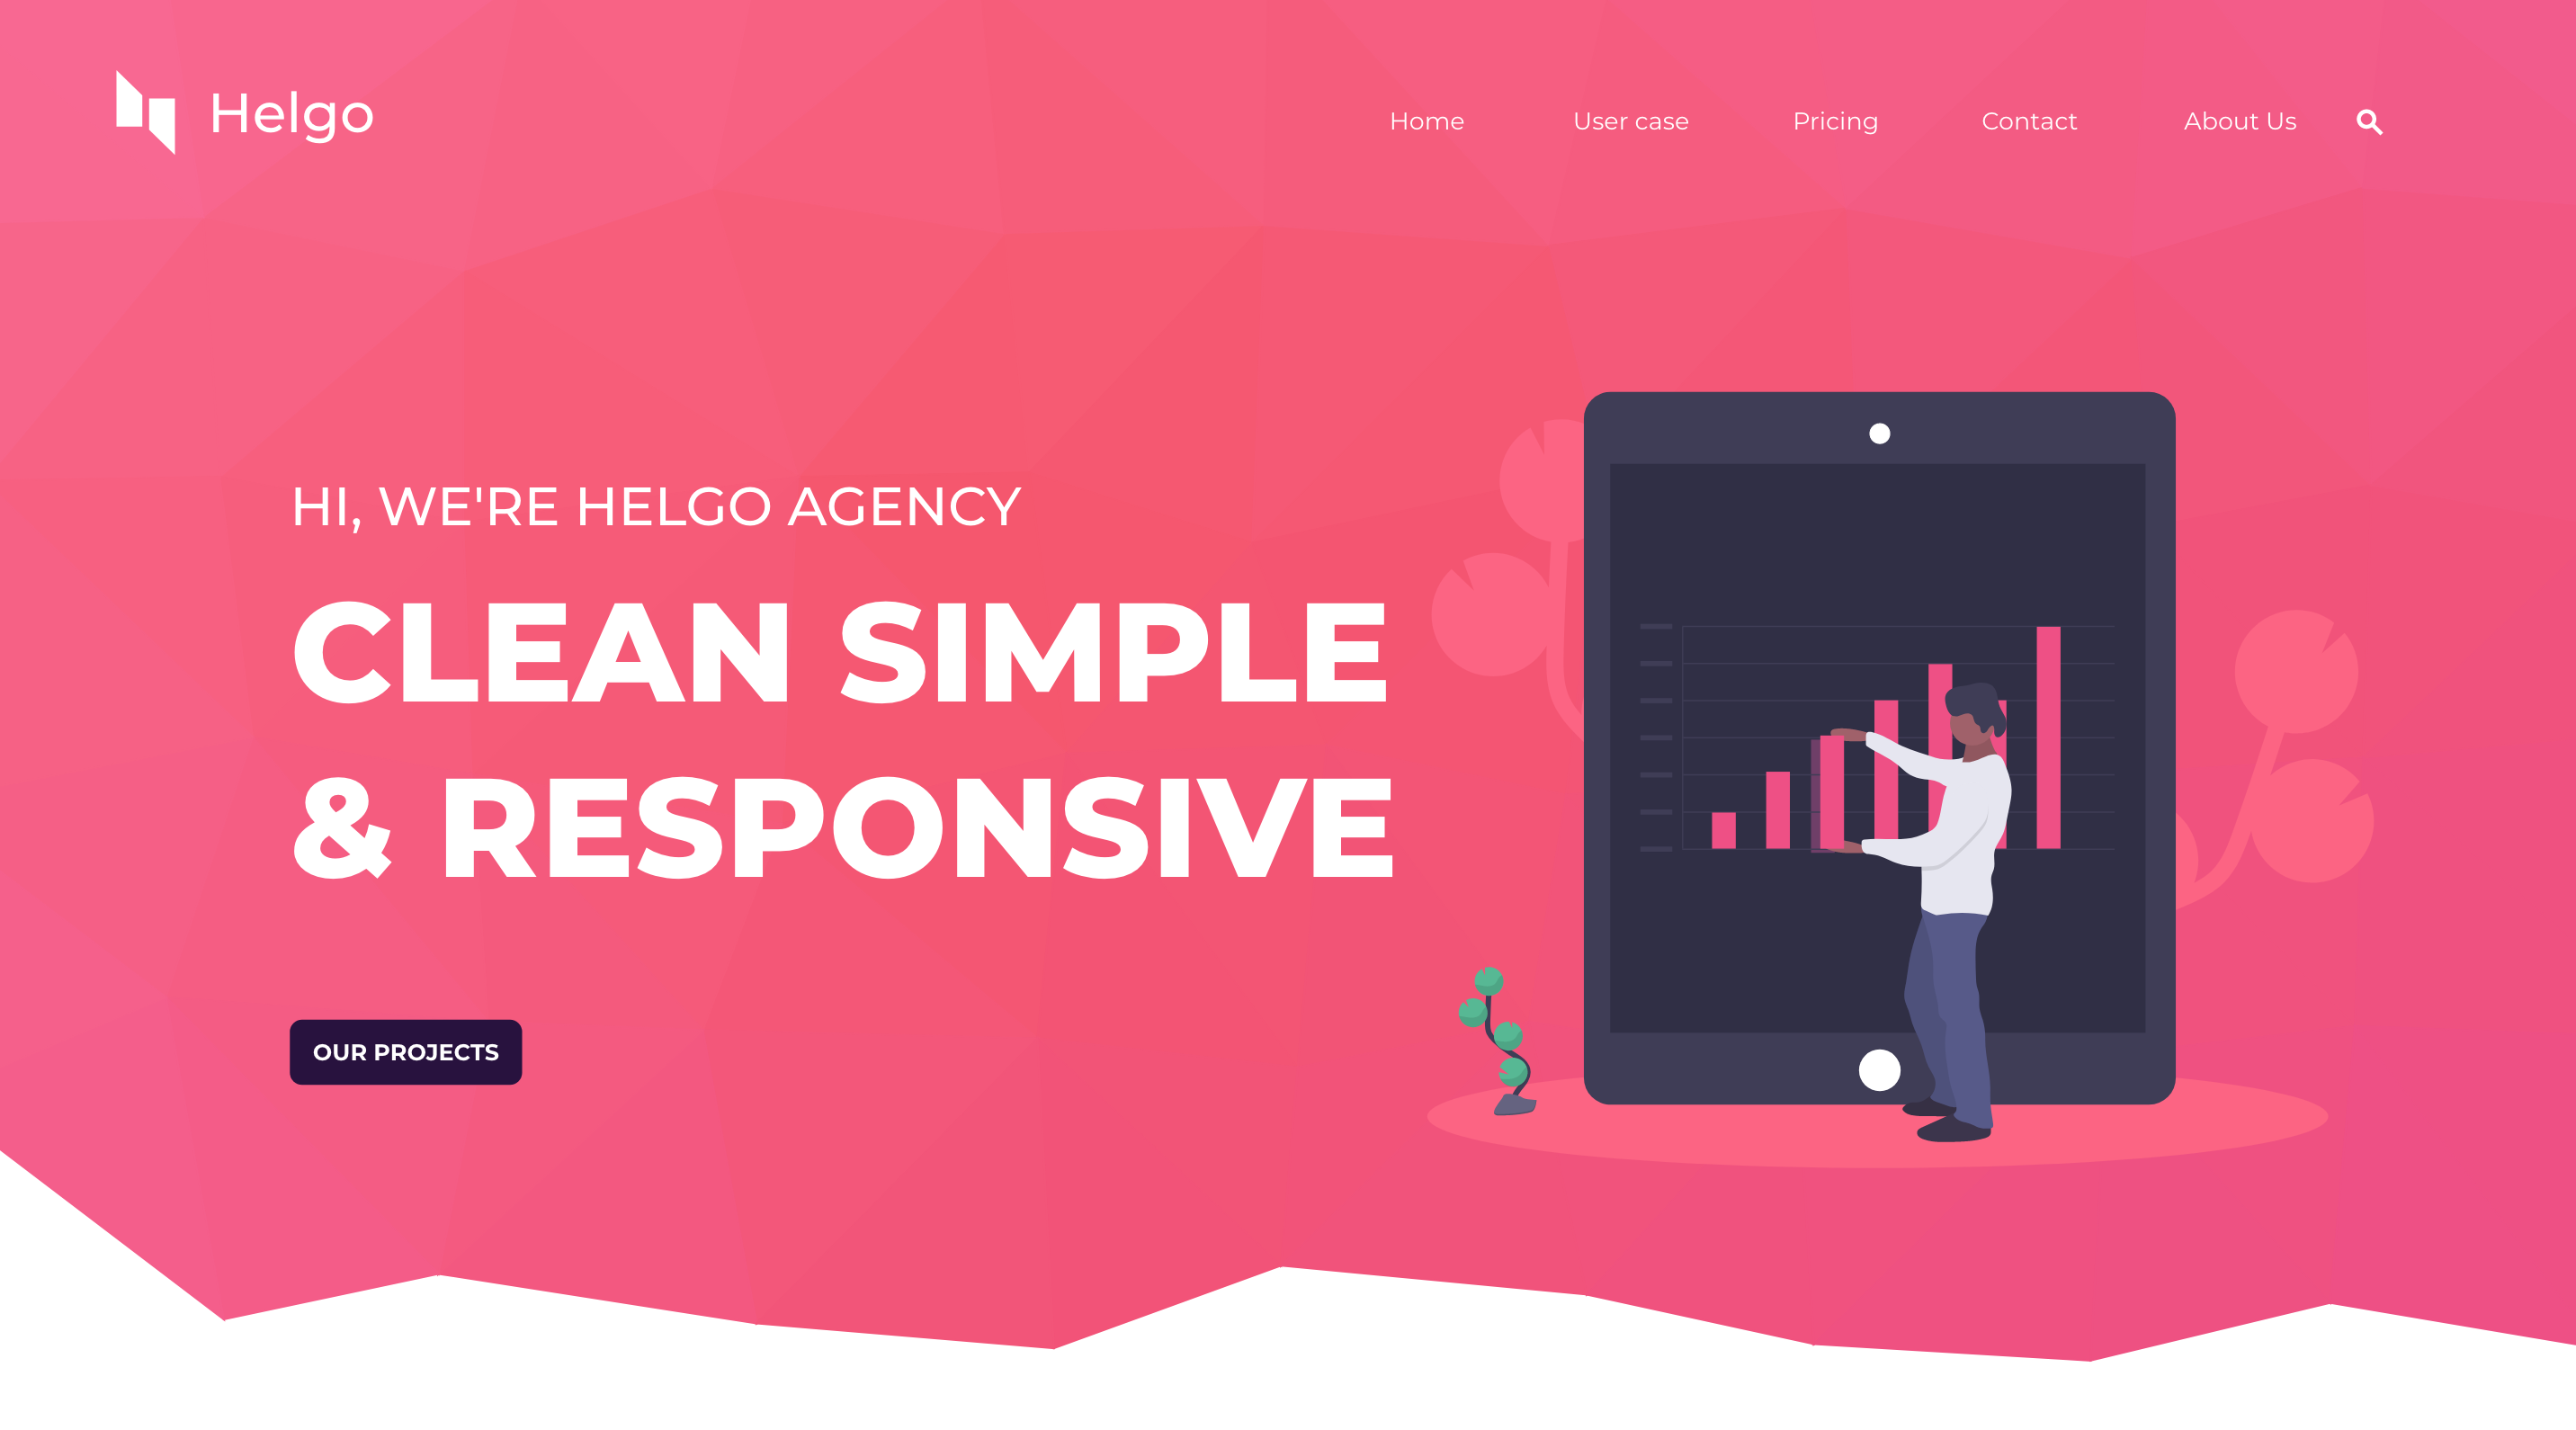 Helgo
Home User case Pricing Contact About Us
HI, WE'RE HELGO AGENCY
CLEAN SIMPLE
& RESPONSIVE
OUR PROJECTS